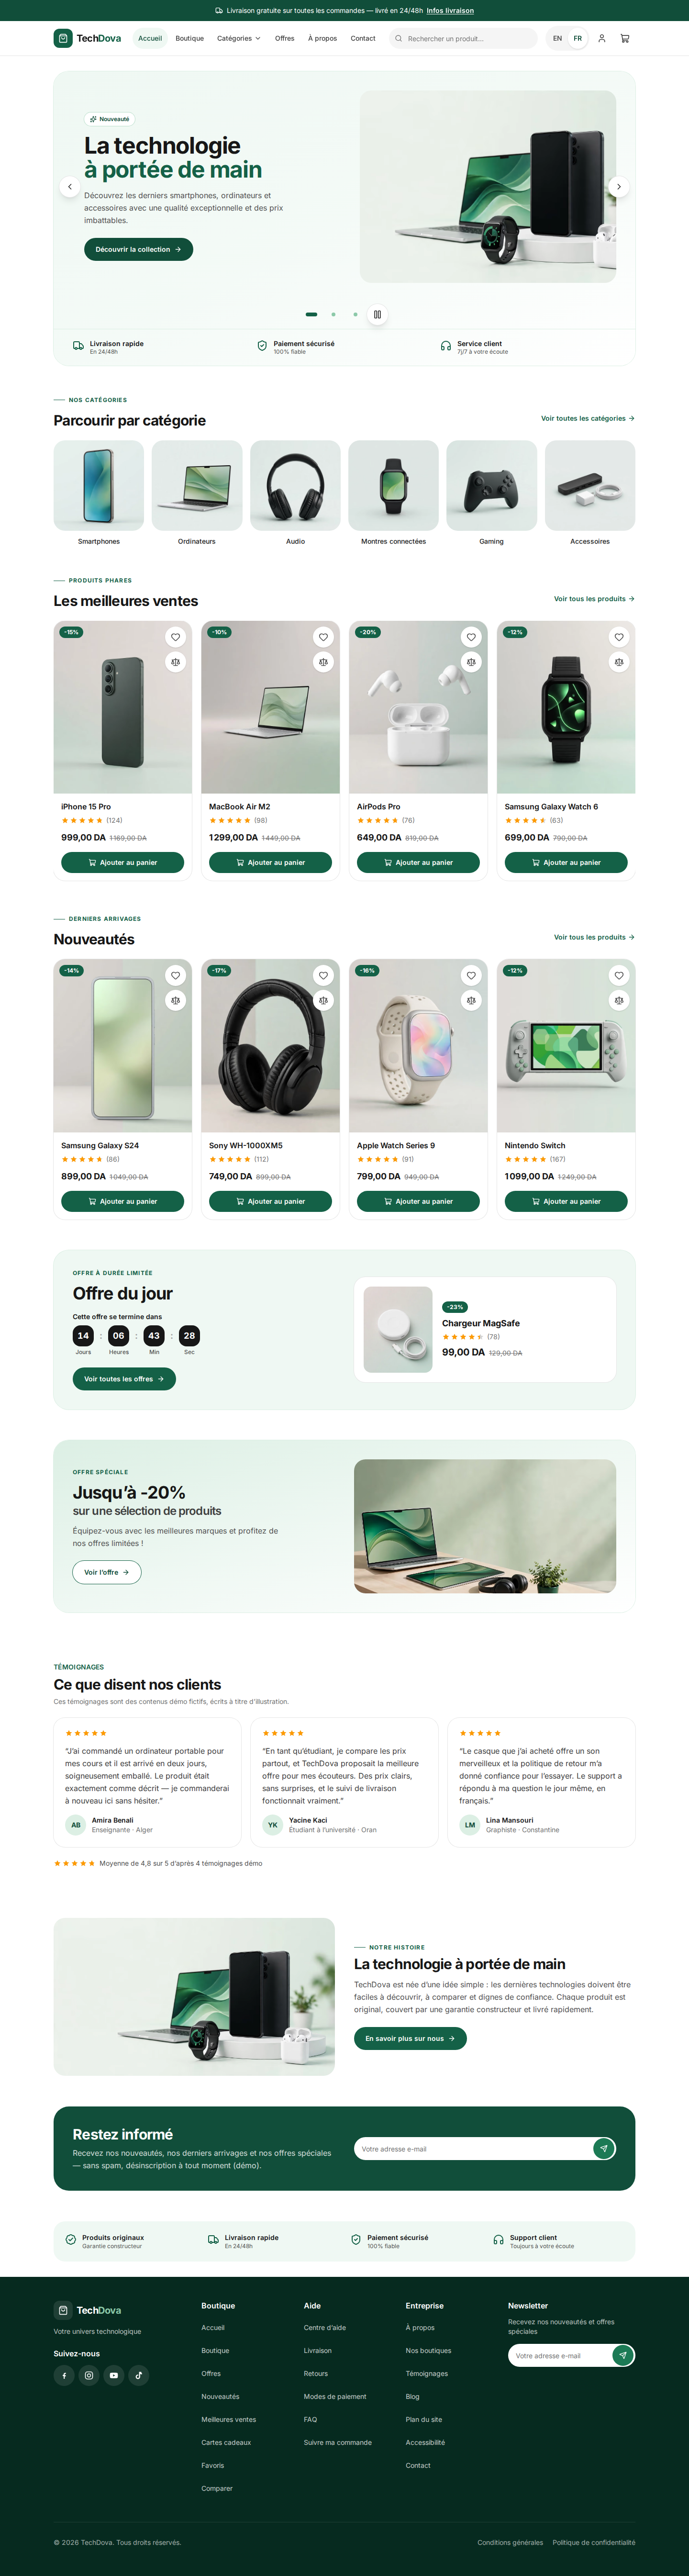 Livraison gratuite sur toutes les commandes — livré en 24/48h Infos livraison
TechDova
Accueil
Boutique
Catégories
Offres
À propos
Contact
Rechercher un produit...
EN
FR
Nouveauté
La technologie
à portée de main
Découvrez les derniers smartphones, ordinateurs et
accessoires avec une qualité exceptionnelle et des prix
imbattables.
Découvrir la collection
Livraison rapide
En 24/48h
Paiement sécurisé
100% fiable
Service client
7j/7 à votre écoute
NOS CATÉGORIES
Parcourir par catégorie
Voir toutes les catégories
Smartphones
Ordinateurs
Audio
Montres connectées
Gaming
Accessoires
PRODUITS PHARES
Les meilleures ventes
Voir tous les produits
-15%
-10%
-20%
-12%
iPhone 15 Pro
(124)
999,00 DA 1 169,00 DA
Ajouter au panier
MacBook Air M2
(98)
1 299,00 DA 1 449,00 DA
Ajouter au panier
AirPods Pro
(76)
649,00 DA 819,00 DA
Ajouter au panier
Samsung Galaxy Watch 6
(63)
699,00 DA 799,00 DA
Ajouter au panier
DERNIERS ARRIVAGES
Nouveautés
Voir tous les produits
-14%
-17%
-16%
-12%
Samsung Galaxy S24
(86)
899,00 DA 1 049,00 DA
Ajouter au panier
Sony WH-1000XM5
(112)
749,00 DA 899,00 DA
Ajouter au panier
Apple Watch Series 9
(91)
799,00 DA 949,00 DA
Ajouter au panier
Nintendo Switch
(167)
1 099,00 DA 1 249,00 DA
Ajouter au panier
OFFRE À DURÉE LIMITÉE
Offre du jour
Cette offre se termine dans
14 : 06 : 43 : 28
Jours Heures Min Sec
Voir toutes les offres
-23%
Chargeur MagSafe
(78)
99,00 DA 129,00 DA
OFFRE SPÉCIALE
Jusqu’à -20%
sur une sélection de produits
Équipez-vous avec les meilleures marques et profitez de
nos offres limitées !
Voir l’offre
TÉMOIGNAGES
Ce que disent nos clients
Ces témoignages sont des contenus démo fictifs, écrits à titre d’illustration.
“J’ai commandé un ordinateur portable pour
mes cours et il est arrivé en deux jours,
soigneusement emballé. Le produit était
exactement comme décrit — je commanderai
à nouveau ici sans hésiter.”
AB
Amira Benali
Enseignante · Alger
“En tant qu’étudiant, je compare les prix
partout, et TechDova proposait la meilleure
offre pour mes écouteurs. Des prix clairs,
sans surprises, et le suivi de livraison
fonctionnait vraiment.”
YK
Yacine Kaci
Étudiant à l’université · Oran
“Le casque que j’ai acheté offre un son
merveilleux et la politique de retour m’a
donné confiance pour l’essayer. Le support a
répondu à ma question le jour même, en
français.”
LM
Lina Mansouri
Graphiste · Constantine
Moyenne de 4,8 sur 5 d’après 4 témoignages démo
NOTRE HISTOIRE
La technologie à portée de main
TechDova est née d’une idée simple : les dernières technologies doivent être
faciles à découvrir, à comparer et dignes de confiance. Chaque produit est
original, couvert par une garantie constructeur et livré rapidement.
En savoir plus sur nous
Restez informé
Recevez nos nouveautés, nos derniers arrivages et nos offres spéciales
— sans spam, désinscription à tout moment (démo).
Votre adresse e-mail
Produits originaux
Garantie constructeur
Livraison rapide
En 24/48h
Paiement sécurisé
100% fiable
Support client
Toujours à votre écoute
TechDova
Votre univers technologique
Suivez-nous
Boutique
Accueil
Boutique
Offres
Nouveautés
Meilleures ventes
Cartes cadeaux
Favoris
Comparer
Aide
Centre d’aide
Livraison
Retours
Modes de paiement
FAQ
Suivre ma commande
Entreprise
À propos
Nos boutiques
Témoignages
Blog
Plan du site
Accessibilité
Contact
Newsletter
Recevez nos nouveautés et offres
spéciales
Votre adresse e-mail
© 2026 TechDova. Tous droits réservés.
Conditions générales
Politique de confidentialité